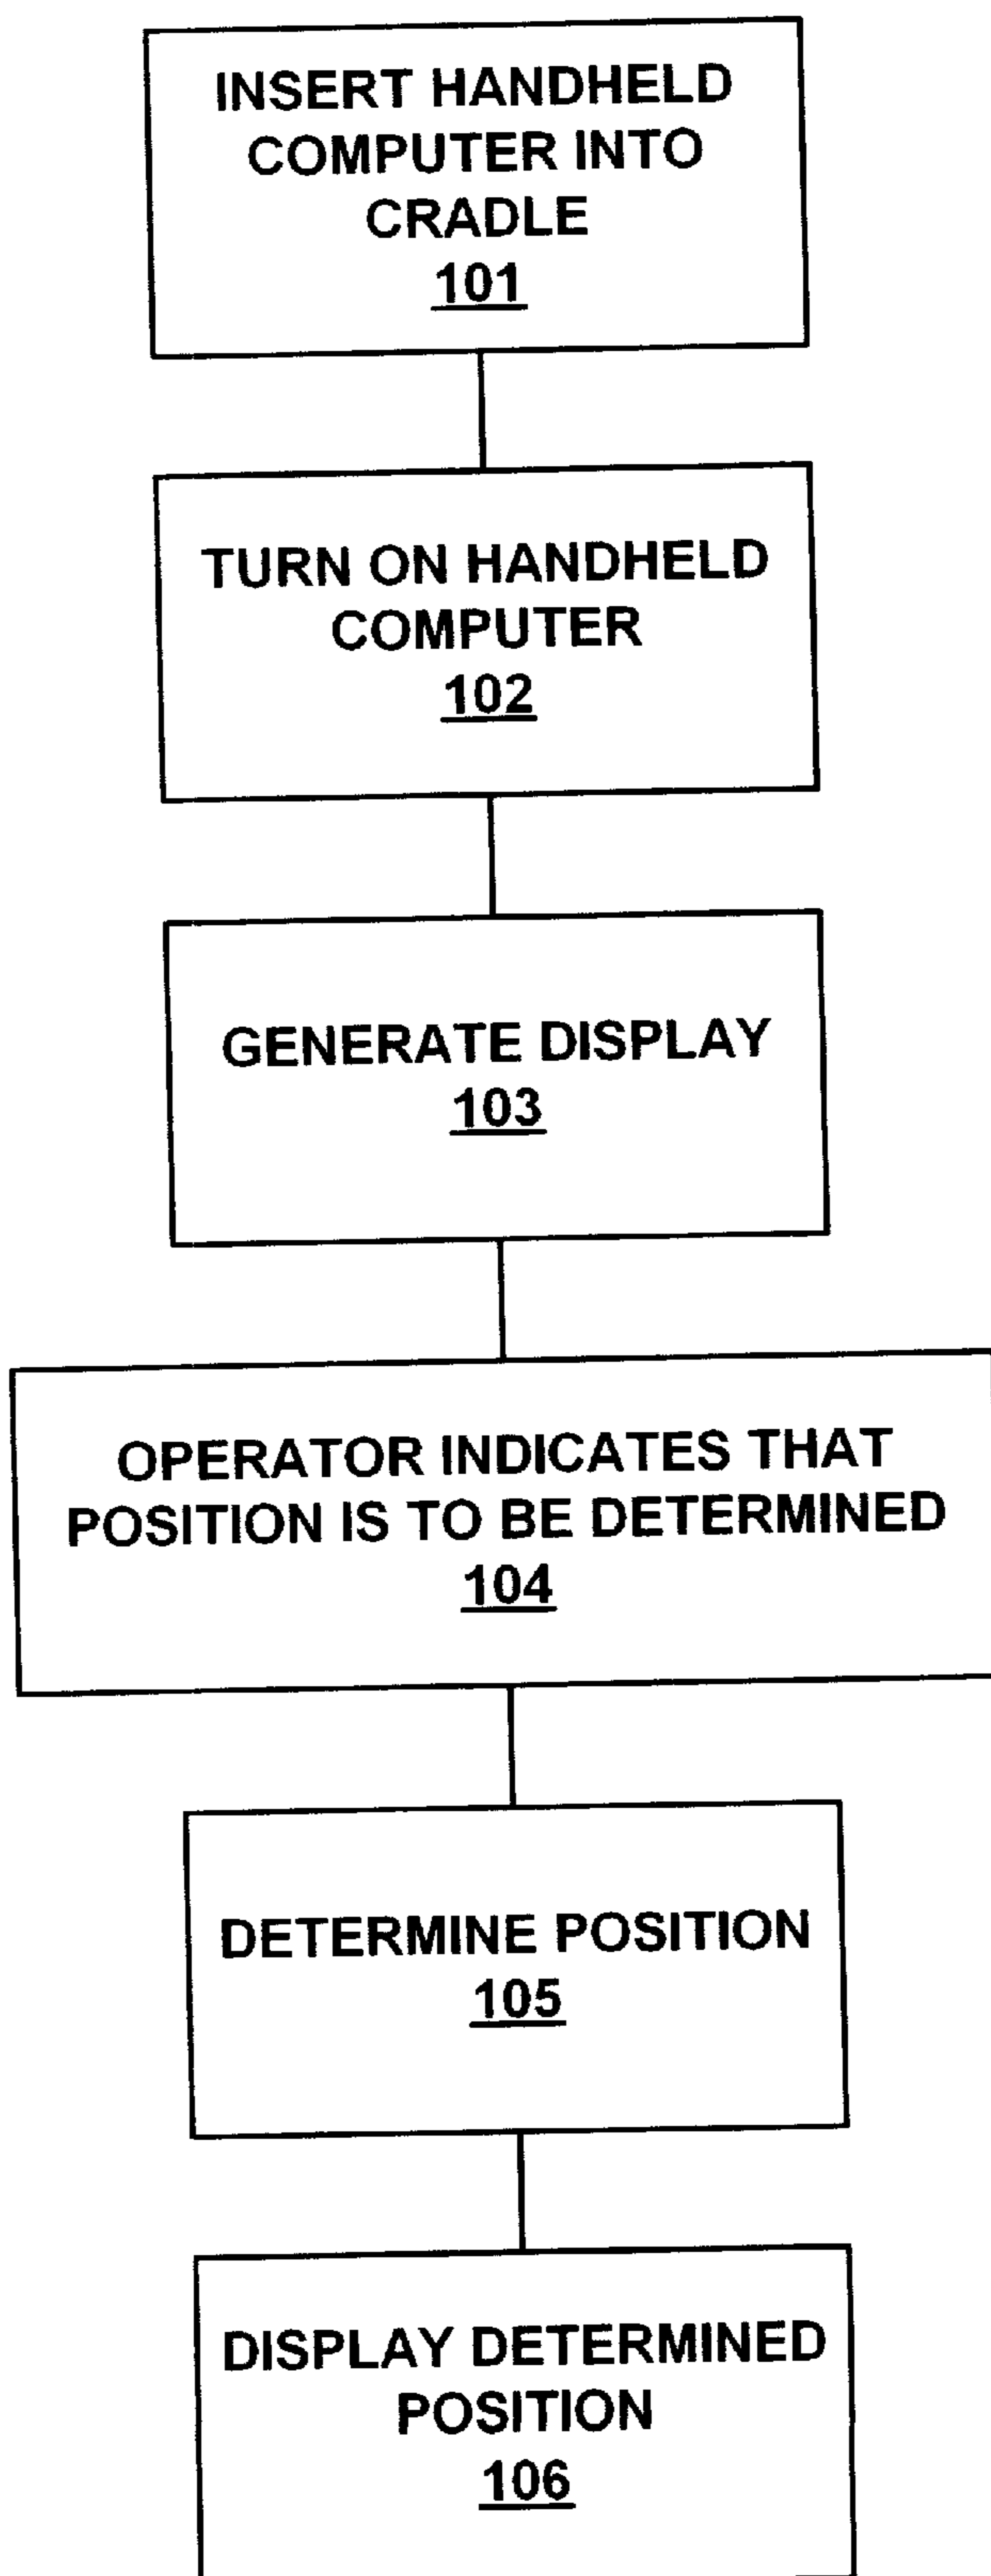 INSERT HANDHELD
COMPUTER INTO
CRADLE
101
TURN ON HANDHELD
COMPUTER
102
GENERATE DISPLAY
103
OPERATOR INDICATES THAT
POSITION IS TO BE DETERMINED
104
DETERMINE POSITION
105
DISPLAY DETERMINED
POSITION
106